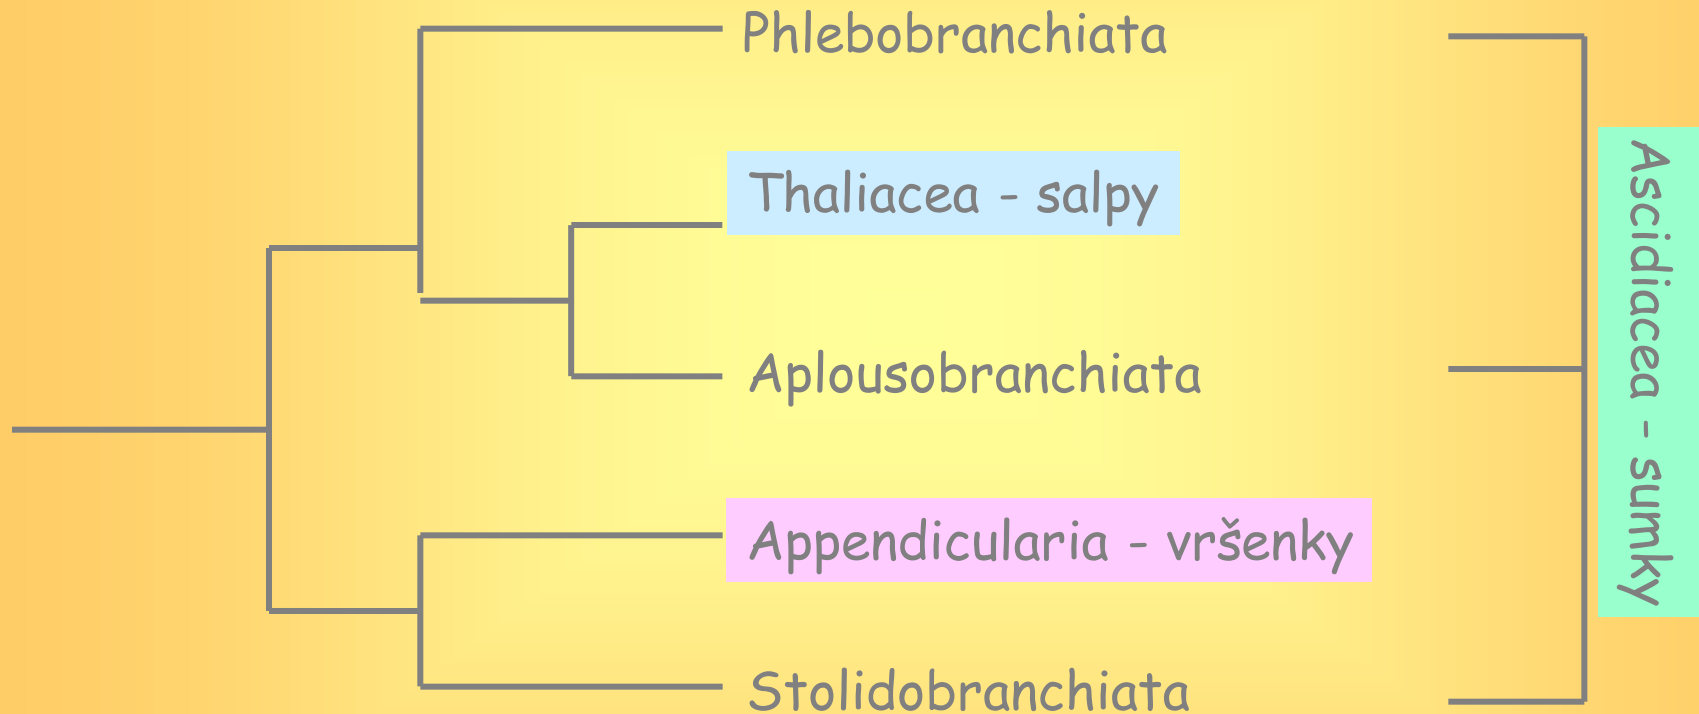 Phlebobranchiata
Thaliacea - salpy
Aplousobranchiata
Appendicularia - vršenky
Stolidobranchiata
Ascidiacea - sumky